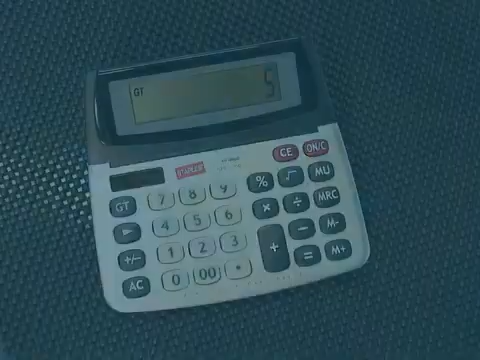 GT 5
STAPLES
CE ON/C
% √ MU
GT 7 8 9 × ÷ MRC
▶ 4 5 6 − M-
+/− 1 2 3 + = M+
AC 0 00 •